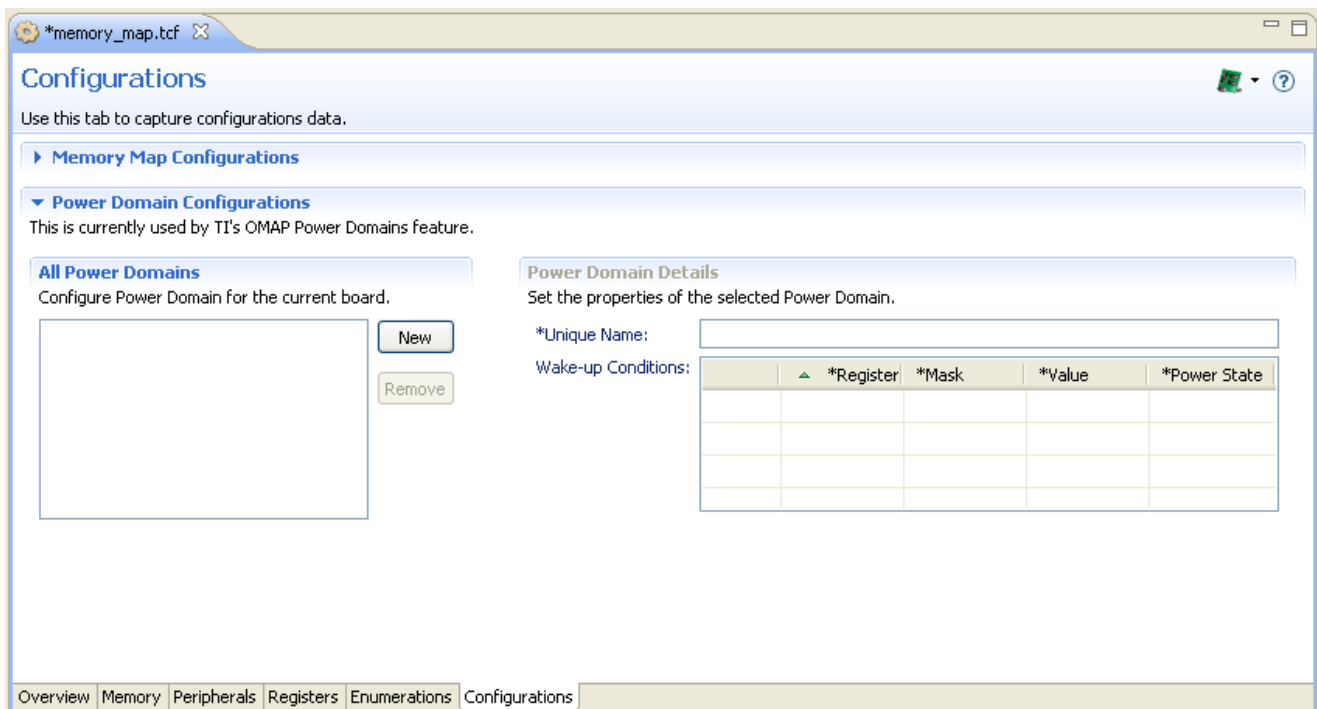 *memory_map.tcf
Configurations
Use this tab to capture configurations data.
Memory Map Configurations
Power Domain Configurations
This is currently used by TI's OMAP Power Domains feature.
All Power Domains
Configure Power Domain for the current board.
New
Remove
Power Domain Details
Set the properties of the selected Power Domain.
*Unique Name:
Wake-up Conditions:
*Register *Mask *Value *Power State
Overview Memory Peripherals Registers Enumerations Configurations